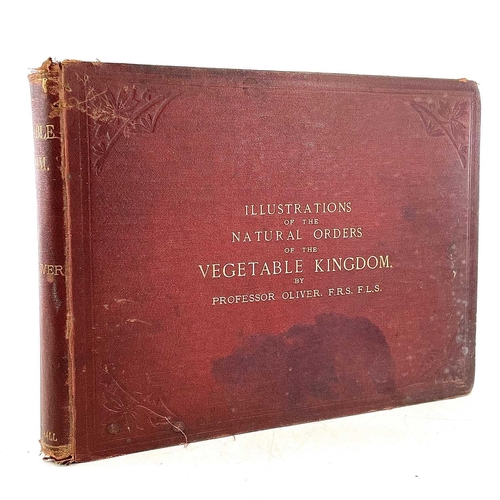 ILLUSTRATIONS
OF THE
NATURAL ORDERS
OF THE
VEGETABLE KINGDOM.
BY
PROFESSOR OLIVER. F.R.S. F.L.S.